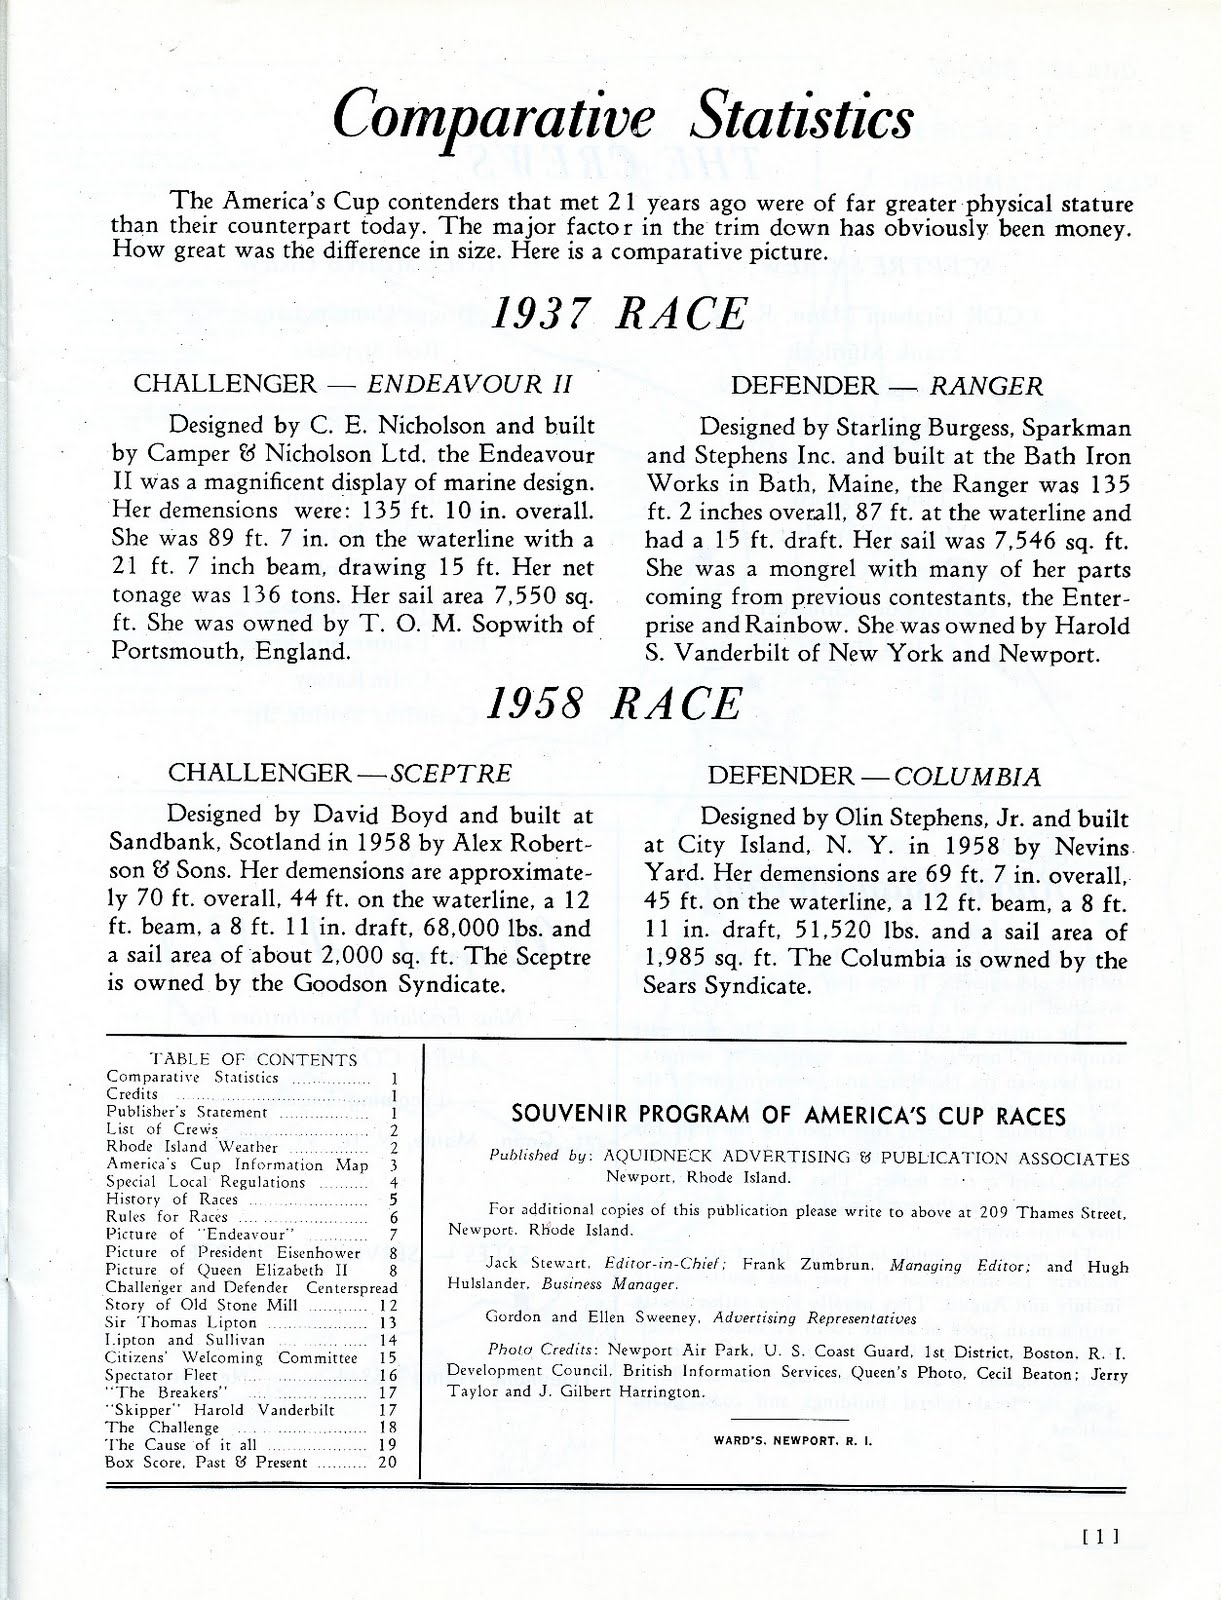 Comparative Statistics
The America's Cup contenders that met 21 years ago were of far greater physical stature
than their counterpart today. The major factor in the trim down has obviously been money.
How great was the difference in size. Here is a comparative picture.
1937 RACE
CHALLENGER — ENDEAVOUR II
Designed by C. E. Nicholson and built
by Camper & Nicholson Ltd. the Endeavour
II was a magnificent display of marine design.
Her demensions were: 135 ft. 10 in. overall.
She was 89 ft. 7 in. on the waterline with a
21 ft. 7 inch beam, drawing 15 ft. Her net
tonage was 136 tons. Her sail area 7,550 sq.
ft. She was owned by T. O. M. Sopwith of
Portsmouth, England.
DEFENDER — RANGER
Designed by Starling Burgess, Sparkman
and Stephens Inc. and built at the Bath Iron
Works in Bath, Maine, the Ranger was 135
ft. 2 inches overall, 87 ft. at the waterline and
had a 15 ft. draft. Her sail was 7,546 sq. ft.
She was a mongrel with many of her parts
coming from previous contestants, the Enter-
prise and Rainbow. She was owned by Harold
S. Vanderbilt of New York and Newport.
1958 RACE
CHALLENGER — SCEPTRE
Designed by David Boyd and built at
Sandbank, Scotland in 1958 by Alex Robert-
son & Sons. Her demensions are approximate-
ly 70 ft. overall, 44 ft. on the waterline, a 12
ft. beam, a 8 ft. 11 in. draft, 68,000 lbs. and
a sail area of about 2,000 sq. ft. The Sceptre
is owned by the Goodson Syndicate.
DEFENDER — COLUMBIA
Designed by Olin Stephens, Jr. and built
at City Island, N. Y. in 1958 by Nevins
Yard. Her demensions are 69 ft. 7 in. overall,
45 ft. on the waterline, a 12 ft. beam, a 8 ft.
11 in. draft, 51,520 lbs. and a sail area of
1,985 sq. ft. The Columbia is owned by the
Sears Syndicate.
TABLE OF CONTENTS
Comparative Statistics ................ 1
Credits ................ 1
Publisher's Statement ................ 1
List of Crews ................ 2
Rhode Island Weather ................ 2
America's Cup Information Map 3
Special Local Regulations .......... 4
History of Races ................ 5
Rules for Races ................ 6
Picture of "Endeavour" ............ 7
Picture of President Eisenhower 8
Picture of Queen Elizabeth II 8
Challenger and Defender Centerspread
Story of Old Stone Mill ............ 12
Sir Thomas Lipton ................ 13
Lipton and Sullivan ................ 14
Citizens' Welcoming Committee 15
Spectator Fleet ................ 16
"The Breakers" ................ 17
"Skipper" Harold Vanderbilt 17
The Challenge ................ 18
The Cause of it all ................ 19
Box Score, Past & Present .......... 20
SOUVENIR PROGRAM OF AMERICA'S CUP RACES
Published by: AQUIDNECK ADVERTISING & PUBLICATION ASSOCIATES
Newport, Rhode Island.
For additional copies of this publication please write to above at 209 Thames Street,
Newport, Rhode Island.
Jack Stewart, Editor-in-Chief; Frank Zumbrun, Managing Editor; and Hugh
Hulslander, Business Manager.
Gordon and Ellen Sweeney, Advertising Representatives
Photo Credits: Newport Air Park, U. S. Coast Guard, 1st District, Boston, R. I.
Development Council, British Information Services, Queen's Photo, Cecil Beaton; Jerry
Taylor and J. Gilbert Harrington.
WARD'S, NEWPORT, R. I.
[ 1 ]